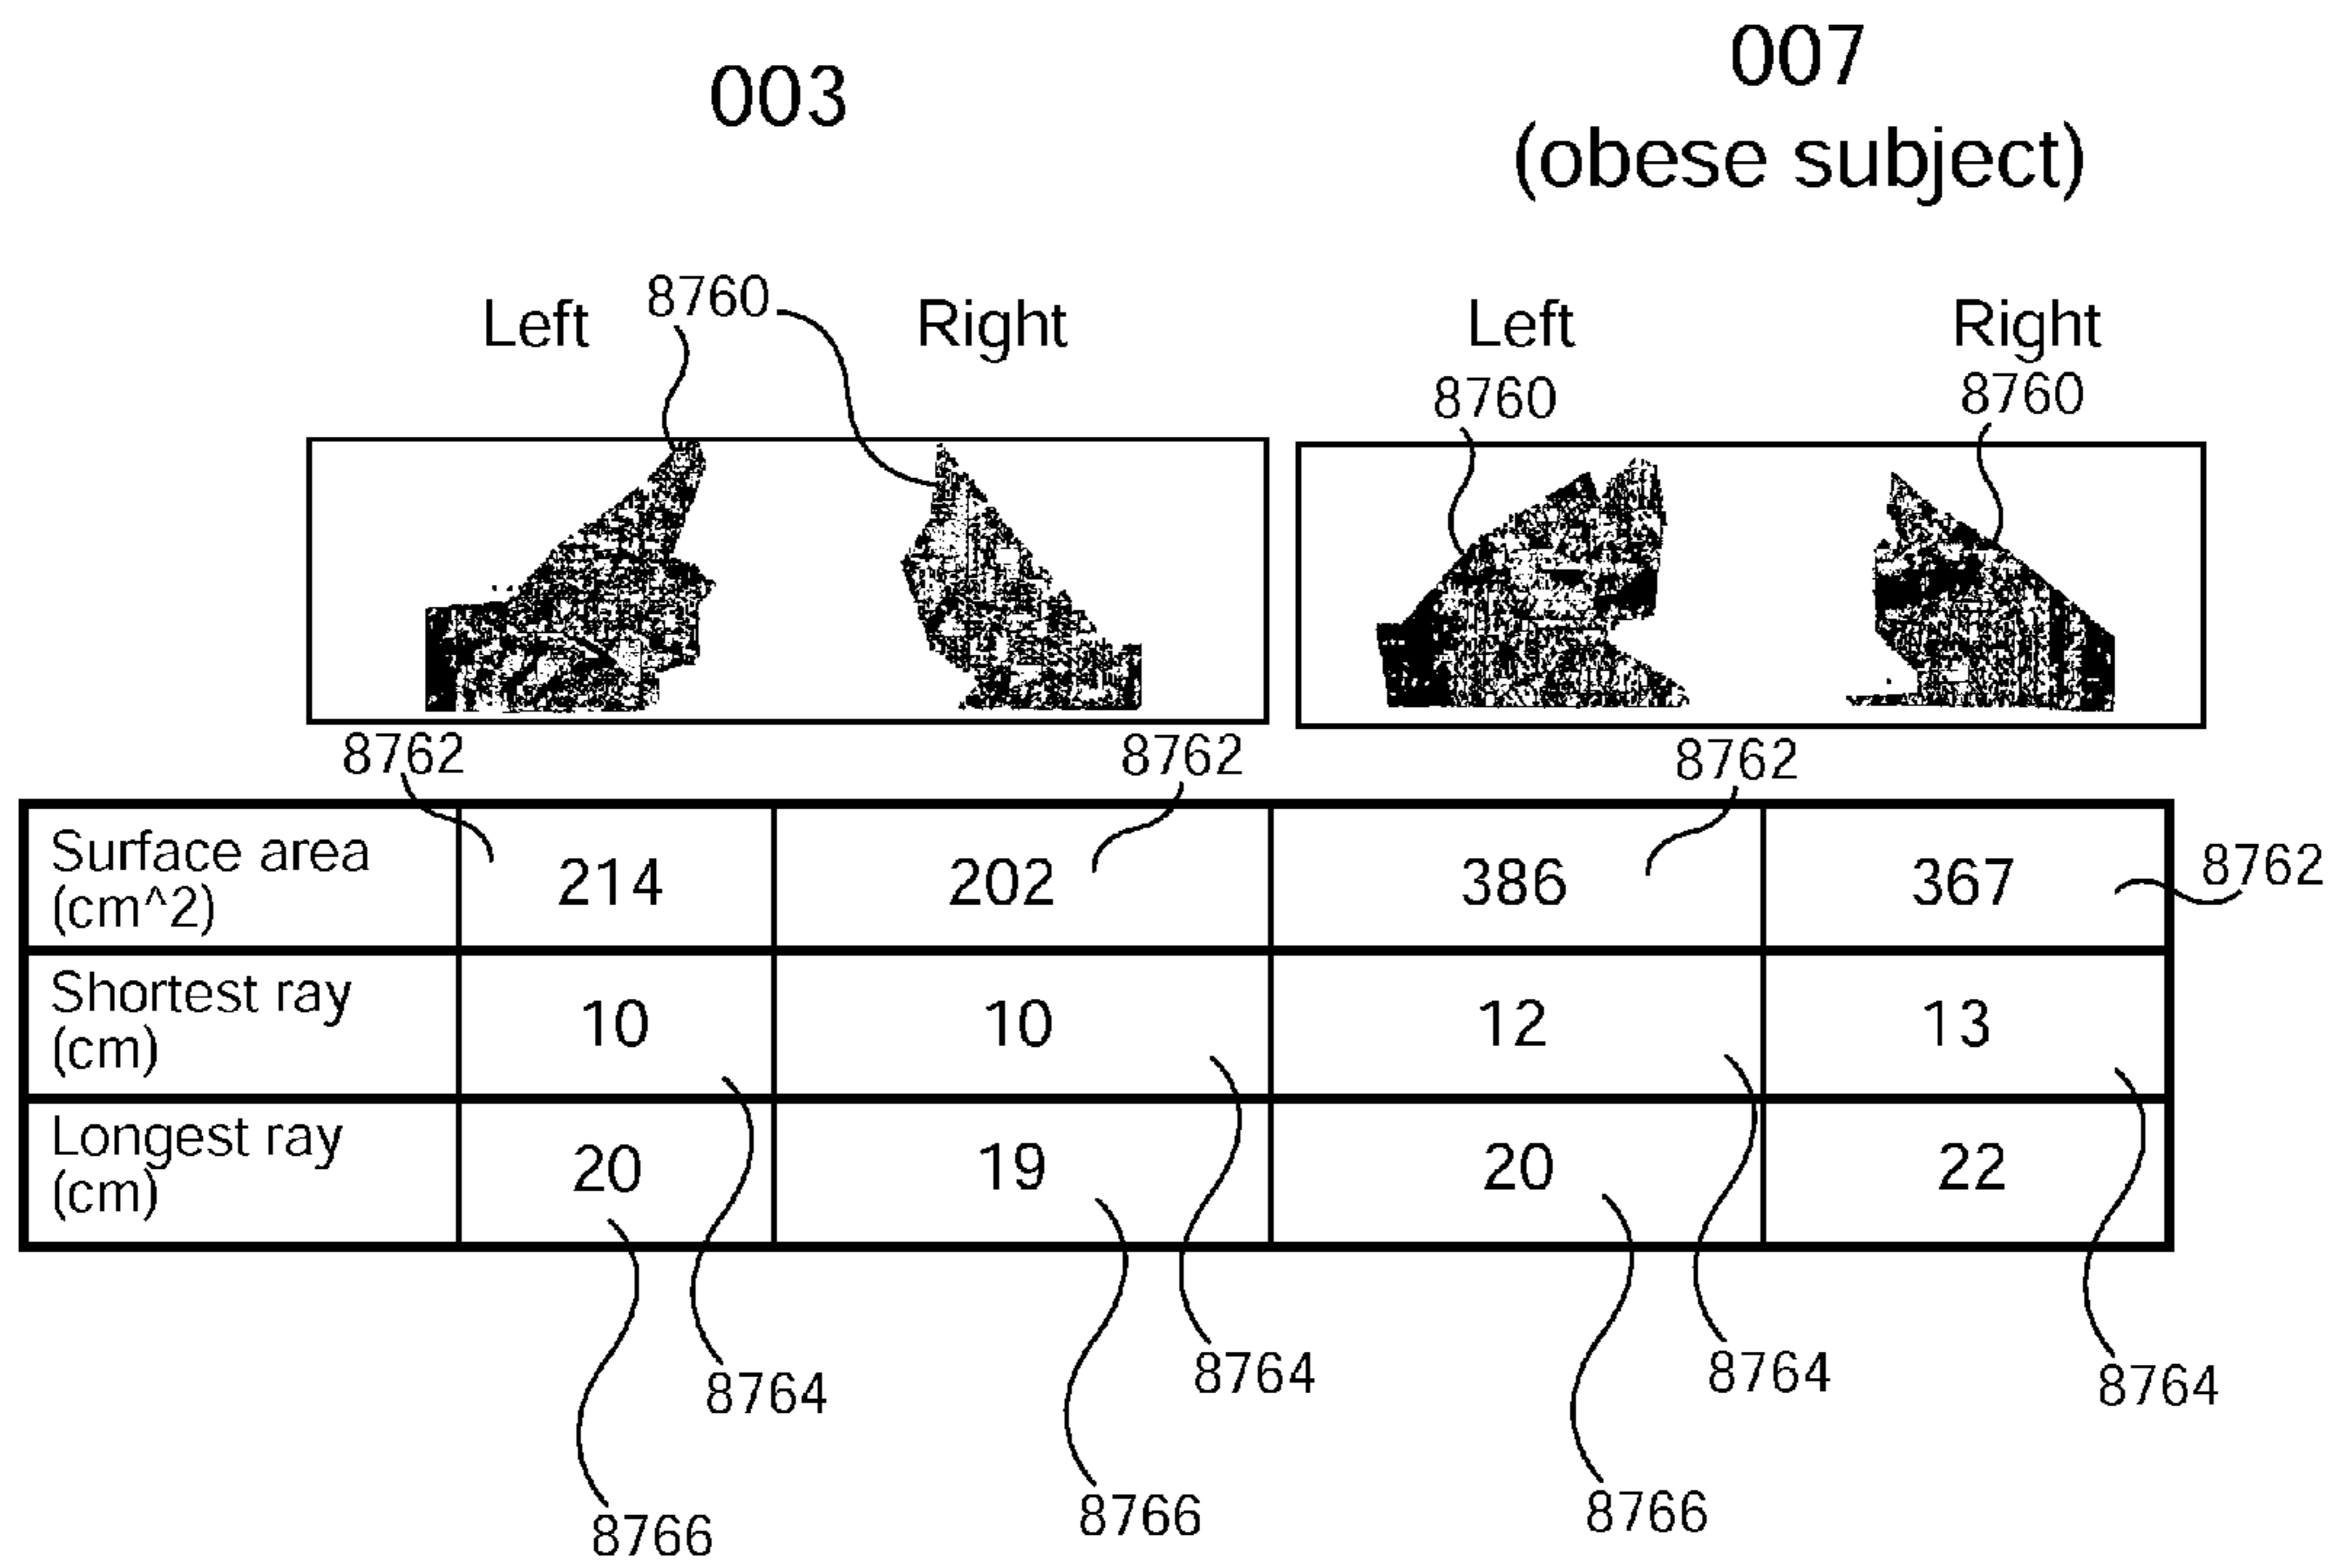 003
007
(obese subject)
Left
8760
Right
Left
Right
8760
8760
8762
8762
8762
Surface area
(cm^2)
214
202
386
367
8762
Shortest ray
(cm)
10
10
12
13
Longest ray
(cm)
20
19
20
22
8764
8764
8764
8764
8766
8766
8766